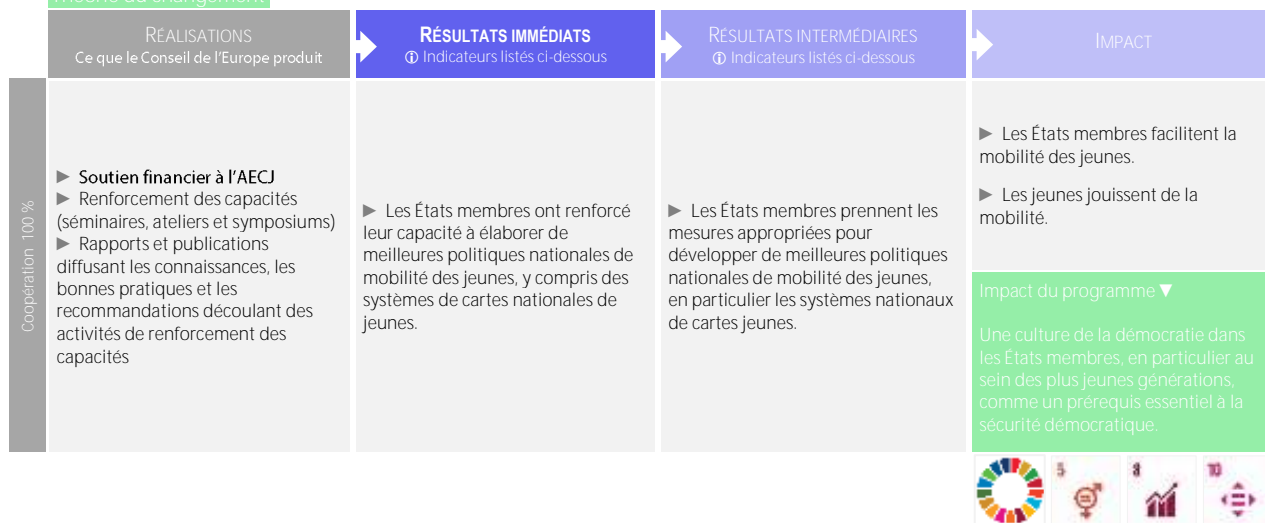 Théorie du changement
RÉALISATIONS
Ce que le Conseil de l'Europe produit
RÉSULTATS IMMÉDIATS
ⓘ Indicateurs listés ci-dessous
RÉSULTATS INTERMÉDIAIRES
ⓘ Indicateurs listés ci-dessous
IMPACT
Coopération 100 %
► Soutien financier à l'AECJ
► Renforcement des capacités
(séminaires, ateliers et symposiums)
► Rapports et publications
diffusant les connaissances, les
bonnes pratiques et les
recommandations découlant des
activités de renforcement des
capacités
► Les États membres ont renforcé
leur capacité à élaborer de
meilleures politiques nationales de
mobilité des jeunes, y compris des
systèmes de cartes nationales de
jeunes.
► Les États membres prennent les
mesures appropriées pour
développer de meilleures politiques
nationales de mobilité des jeunes,
en particulier les systèmes nationaux
de cartes jeunes.
► Les États membres facilitent la
mobilité des jeunes.
► Les jeunes jouissent de la
mobilité.
Impact du programme ▼
Une culture de la démocratie dans
les États membres, en particulier au
sein des plus jeunes générations,
comme un prérequis essentiel à la
sécurité démocratique.
5
8
10